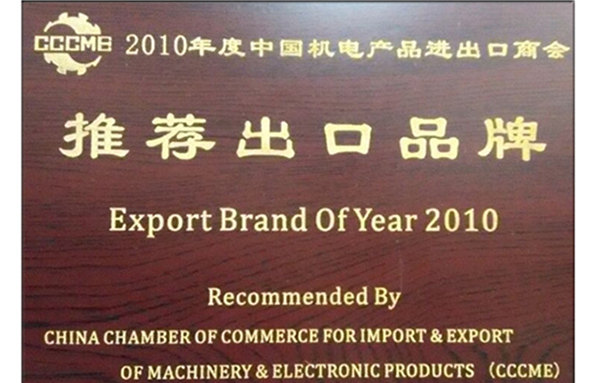 CCCME
2010年度中国机电产品进出口商会
推荐出口品牌
Export Brand Of Year 2010
Recommended By
CHINA CHAMBER OF COMMERCE FOR IMPORT & EXPORT
OF MACHINERY & ELECTRONIC PRODUCTS （CCCME）